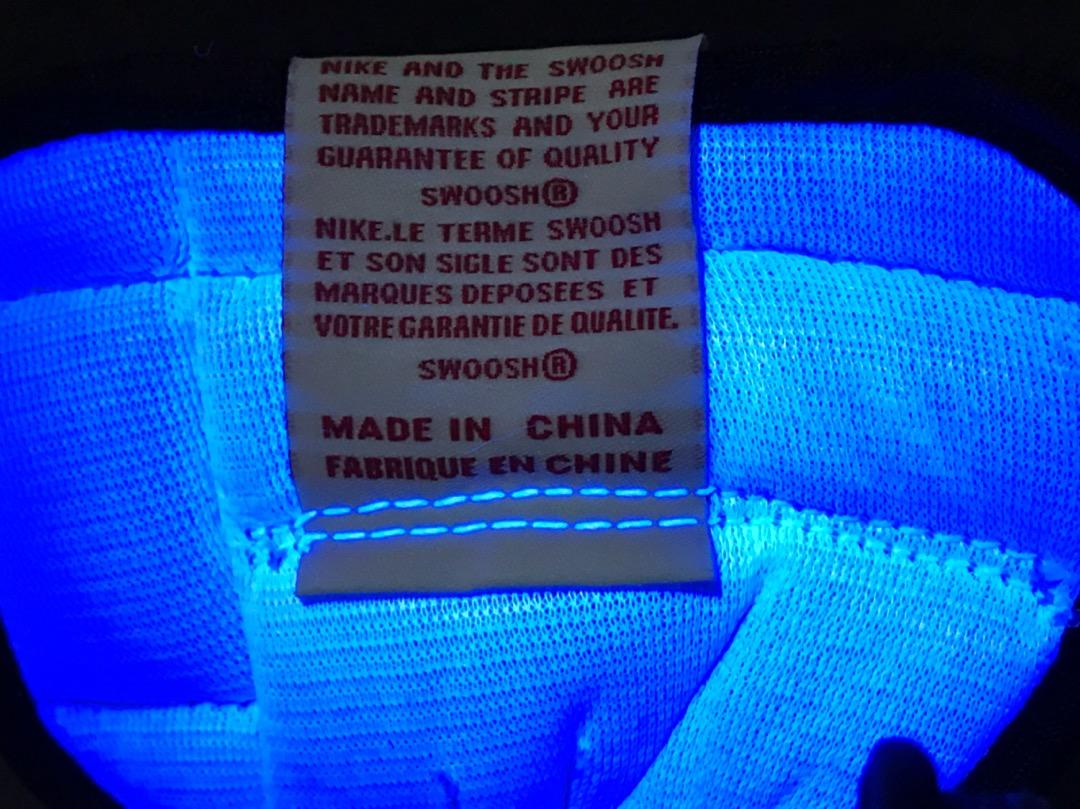 NIKE AND THE SWOOSH
NAME AND STRIPE ARE
TRADEMARKS AND YOUR
GUARANTEE OF QUALITY
SWOOSH®
NIKE.LE TERME SWOOSH
ET SON SIGLE SONT DES
MARQUES DEPOSEES ET
VOTRE GARANTIE DE QUALITE.
SWOOSH®
MADE IN CHINA
FABRIQUE EN CHINE